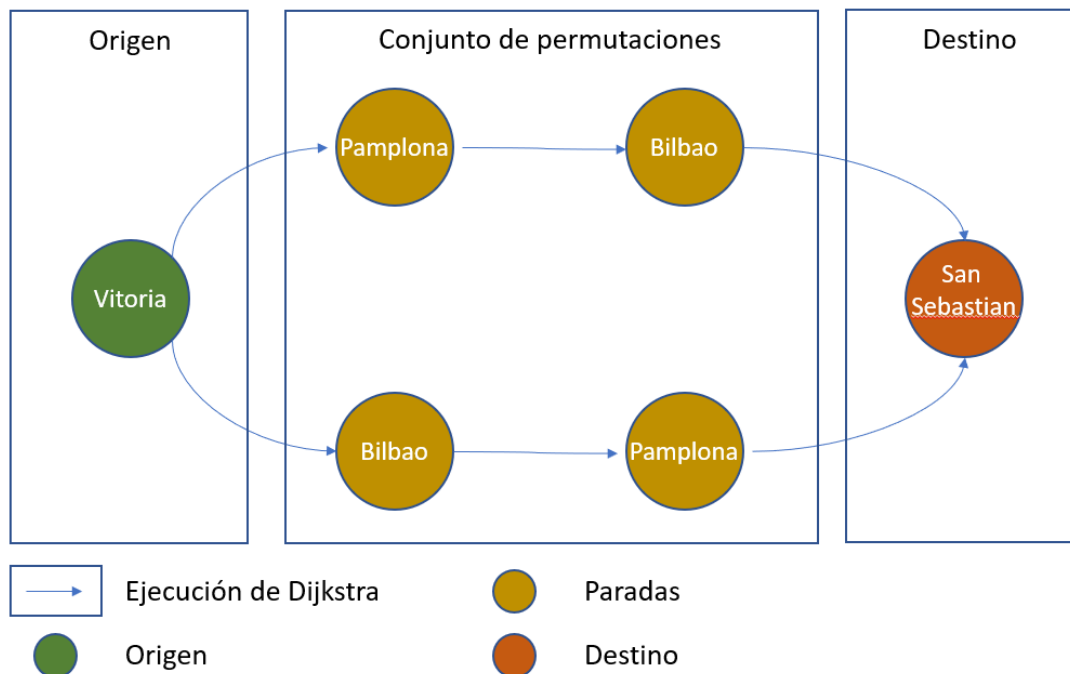 Origen
Conjunto de permutaciones
Destino
Pamplona
Bilbao
Vitoria
San
Sebastian
Bilbao
Pamplona
Ejecución de Dijkstra
Paradas
Origen
Destino